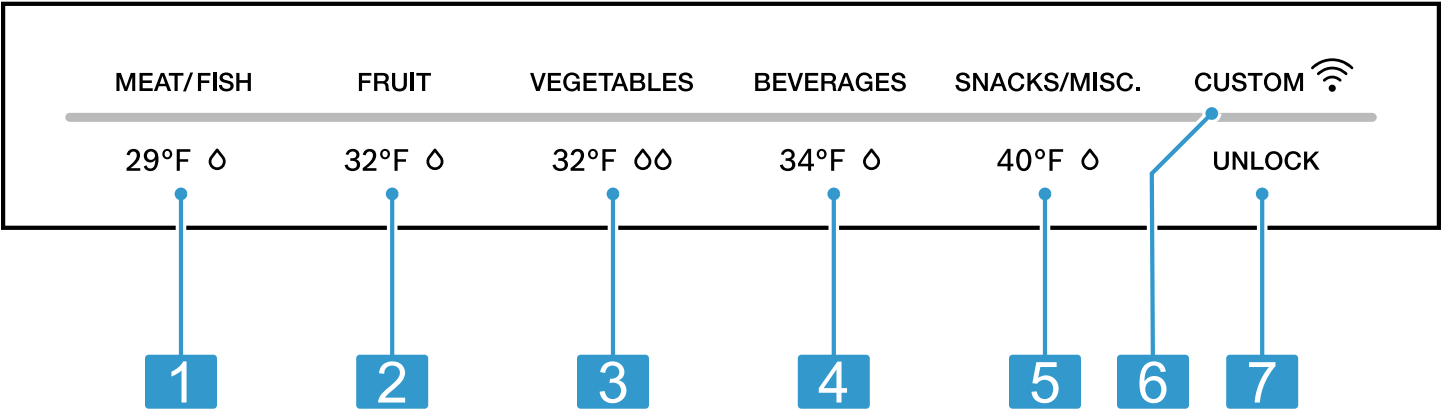 MEAT/FISH FRUIT VEGETABLES BEVERAGES SNACKS/MISC. CUSTOM
29°F 32°F 32°F 34°F 40°F UNLOCK
1 2 3 4 5 6 7